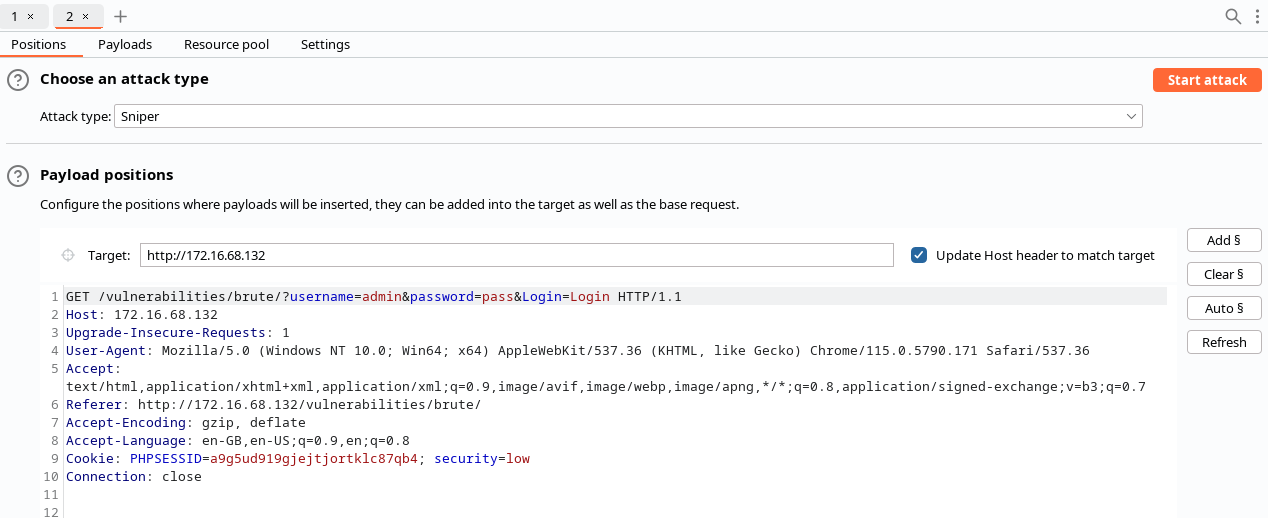 1 × 2 × +
Positions Payloads Resource pool Settings
? Choose an attack type Start attack
Attack type: Sniper
? Payload positions
Configure the positions where payloads will be inserted, they can be added into the target as well as the base request.
Target: http://172.16.68.132 Update Host header to match target Add §
Clear §
Auto §
Refresh
1 GET /vulnerabilities/brute/?username=admin&password=pass&Login=Login HTTP/1.1
2 Host: 172.16.68.132
3 Upgrade-Insecure-Requests: 1
4 User-Agent: Mozilla/5.0 (Windows NT 10.0; Win64; x64) AppleWebKit/537.36 (KHTML, like Gecko) Chrome/115.0.5790.171 Safari/537.36
5 Accept:
text/html,application/xhtml+xml,application/xml;q=0.9,image/avif,image/webp,image/apng,*/*;q=0.8,application/signed-exchange;v=b3;q=0.7
6 Referer: http://172.16.68.132/vulnerabilities/brute/
7 Accept-Encoding: gzip, deflate
8 Accept-Language: en-GB,en-US;q=0.9,en;q=0.8
9 Cookie: PHPSESSID=a9g5ud919gjejtjortklc87qb4; security=low
10 Connection: close
11
12